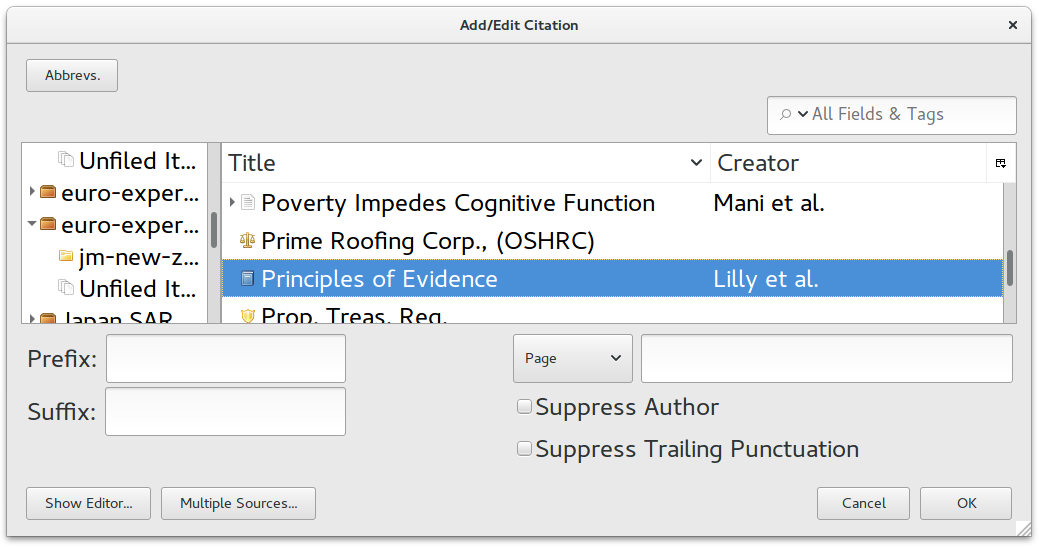 Add/Edit Citation
Abbrevs.
All Fields & Tags
Unfiled It...
euro-exper...
euro-exper...
jm-new-z...
Unfiled It...
Japan SAR
Title
Creator
Poverty Impedes Cognitive Function
Mani et al.
Prime Roofing Corp., (OSHRC)
Principles of Evidence
Lilly et al.
Prop. Treas. Reg.
Prefix:
Page
Suffix:
Suppress Author
Suppress Trailing Punctuation
Show Editor...
Multiple Sources...
Cancel
OK